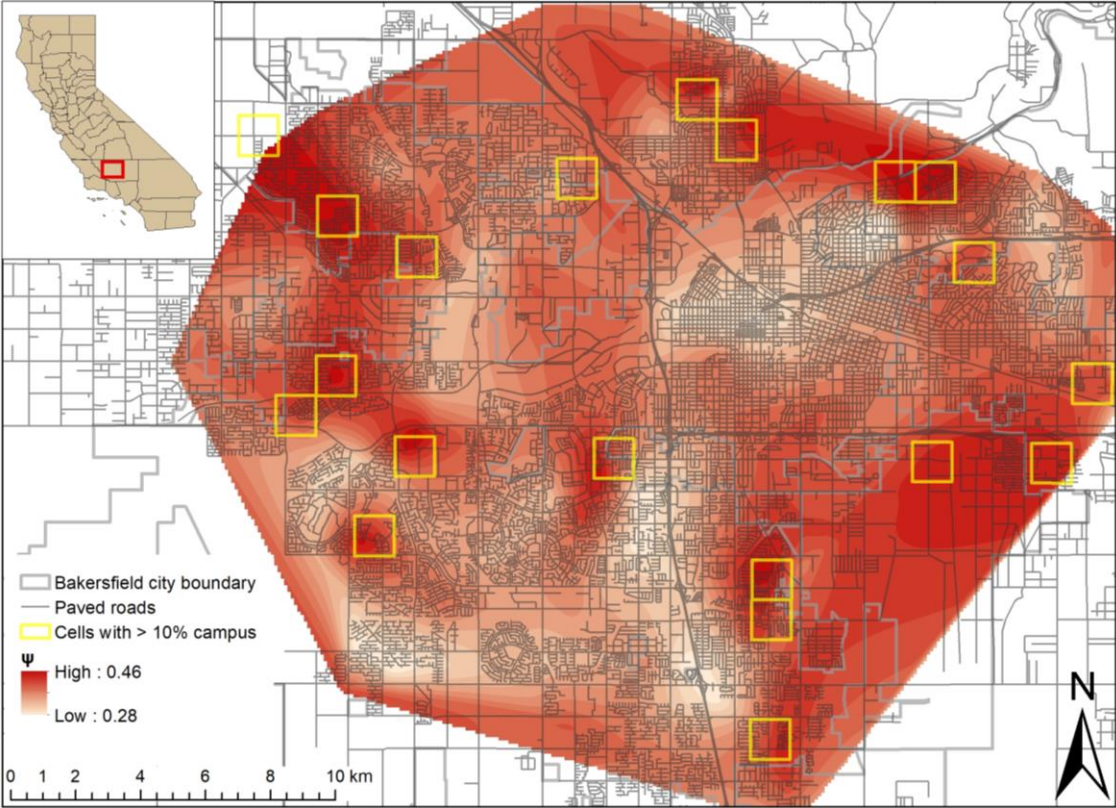 Bakersfield city boundary
Paved roads
Cells with > 10% campus
Ψ
High : 0.46
Low : 0.28
0 1 2 4 6 8 10 km
N